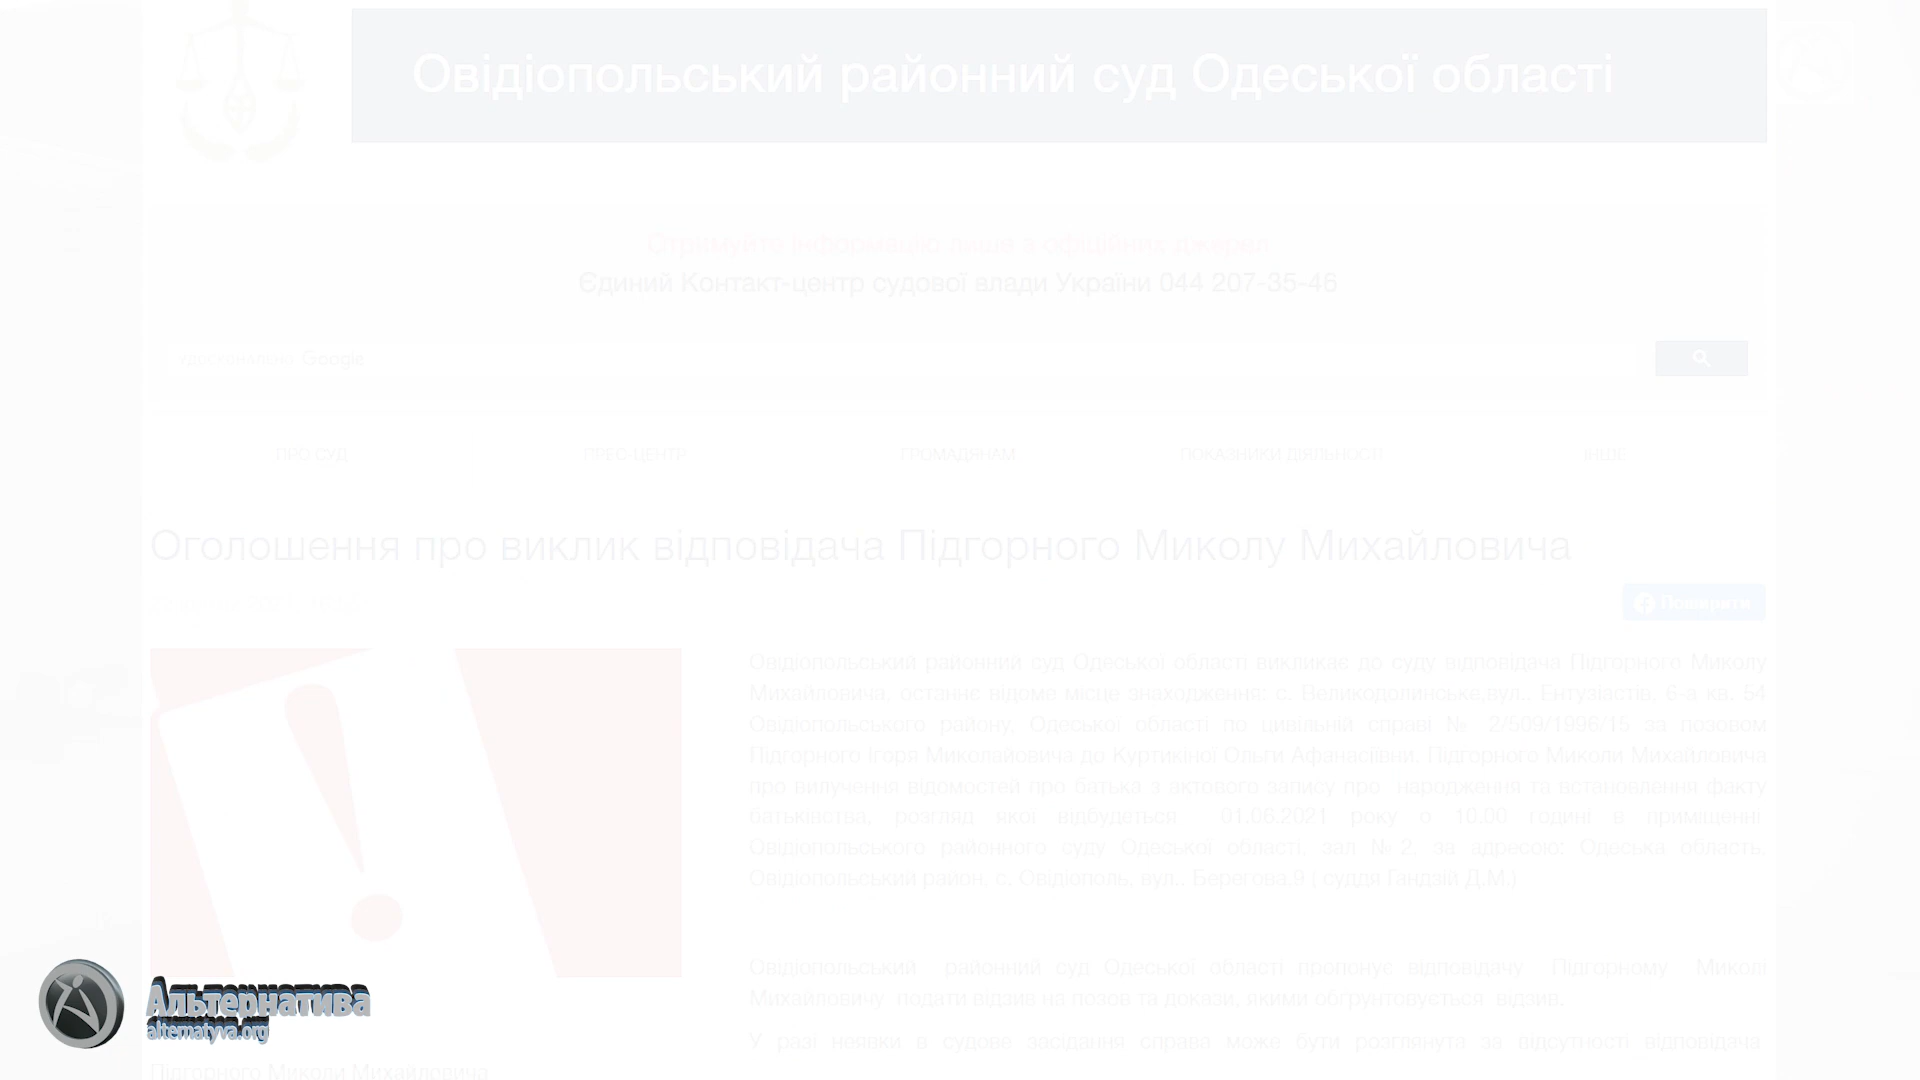 Овідіопольський районний суд Одеської області
Отримуйте інформацію лише з офіційних джерел
Єдиний Контакт-центр судової влади України 044 207-35-46
Google
ПРО СУД
ПРЕС-ЦЕНТР
ГРОМАДЯНАМ
ПОКАЗНИКИ ДІЯЛЬНОСТІ
ІНШЕ
Оголошення про виклик відповідача Підгорного Миколу Михайловича
Поширити
Овідіопольський районний суд Одеської області викликає до суду відповідача Підгорного Миколу
Михайловича, останнє відоме місце знаходження: с. Великодолинське,вул.. Ентузіастів, 6-а кв. 54
Овідіопольського району, Одеської області по цивільній справі № 2/509/1996/15 за позовом
Підгорного Ігоря Миколайовича до Куртикіної Ольги Афанасіївни, Підгорного Миколи Михайловича
про вилучення відомостей про батька з актового запису про народження та встановлення факту
батьківства, розгляд якої відбудеться 01.06.2021 року о 10.00 годині в приміщенні
Овідіопольського районного суду Одеської області, зал №2, за адресою: Одеська область,
Овідіопольський район, с. Овідіополь, вул.. Берегова,9 ( суддя Гандзій Д.М.)
Овідіопольський районний суд Одеської області пропонує відповідачу Підгорному Миколі
Михайловичу подати відзив на позов та докази, якими обґрунтовується відзив.
У разі неявки в судове засідання справа може бути розглянута за відсутності відповідача
Підгорного Миколи Михайловича
Альтернатива
alternatyva.org